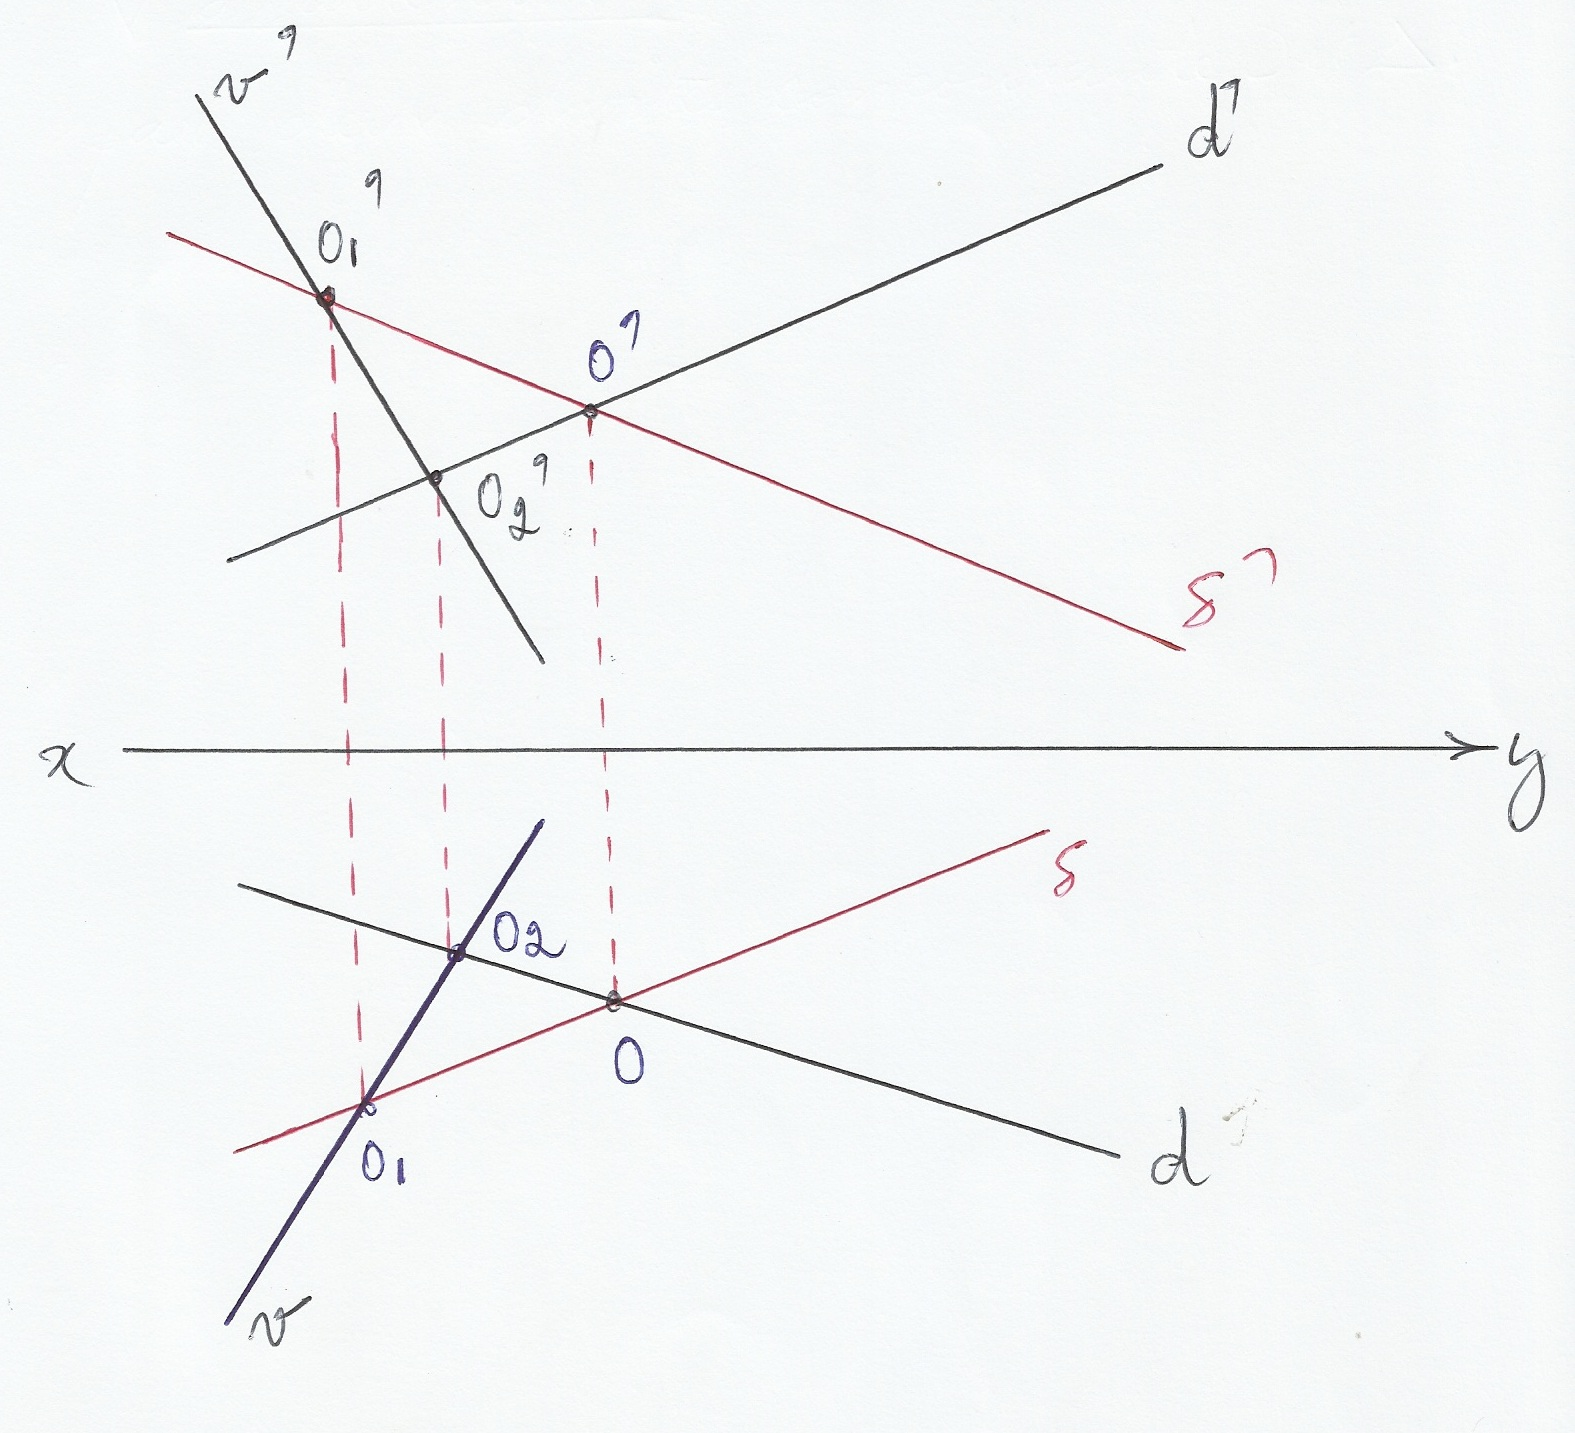 v'
d'
O₁'
O'
O₂'
δ'
x
y
δ
O₂
O
O₁
d
v